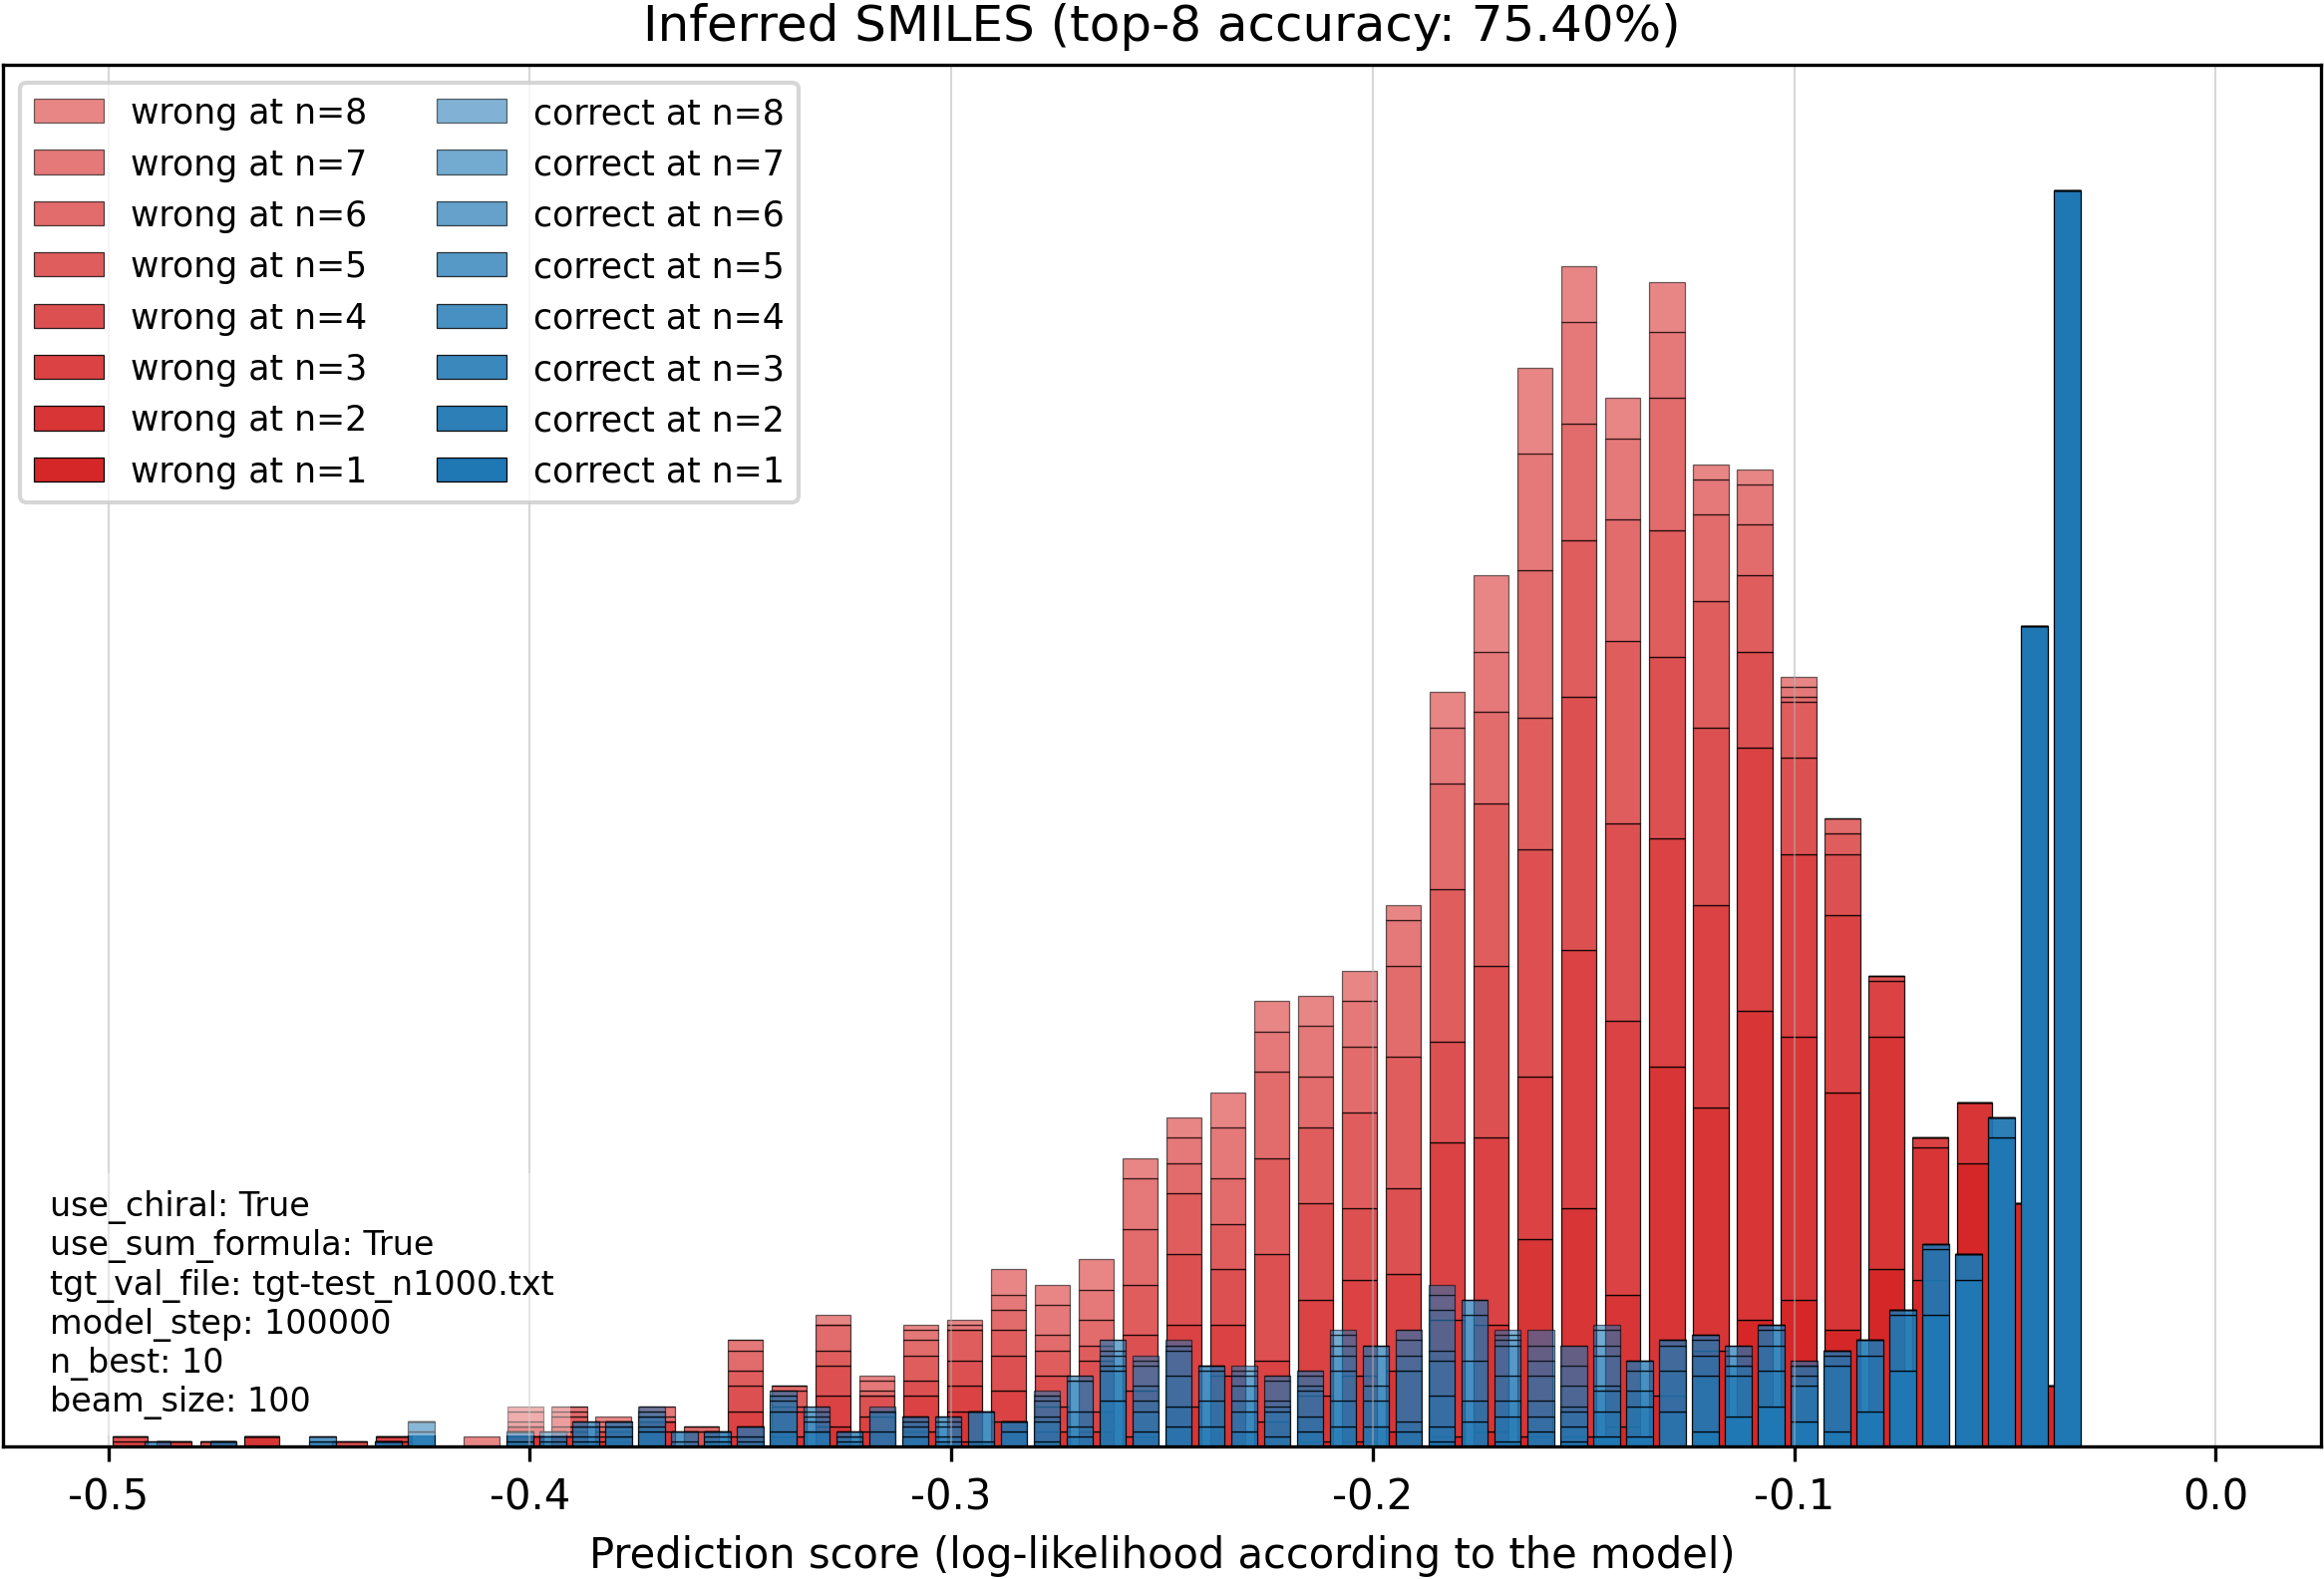 Inferred SMILES (top-8 accuracy: 75.40%)
wrong at n=8
wrong at n=7
wrong at n=6
wrong at n=5
wrong at n=4
wrong at n=3
wrong at n=2
wrong at n=1
correct at n=8
correct at n=7
correct at n=6
correct at n=5
correct at n=4
correct at n=3
correct at n=2
correct at n=1
use_chiral: True
use_sum_formula: True
tgt_val_file: tgt-test_n1000.txt
model_step: 100000
n_best: 10
beam_size: 100
-0.5
-0.4
-0.3
-0.2
-0.1
0.0
Prediction score (log-likelihood according to the model)